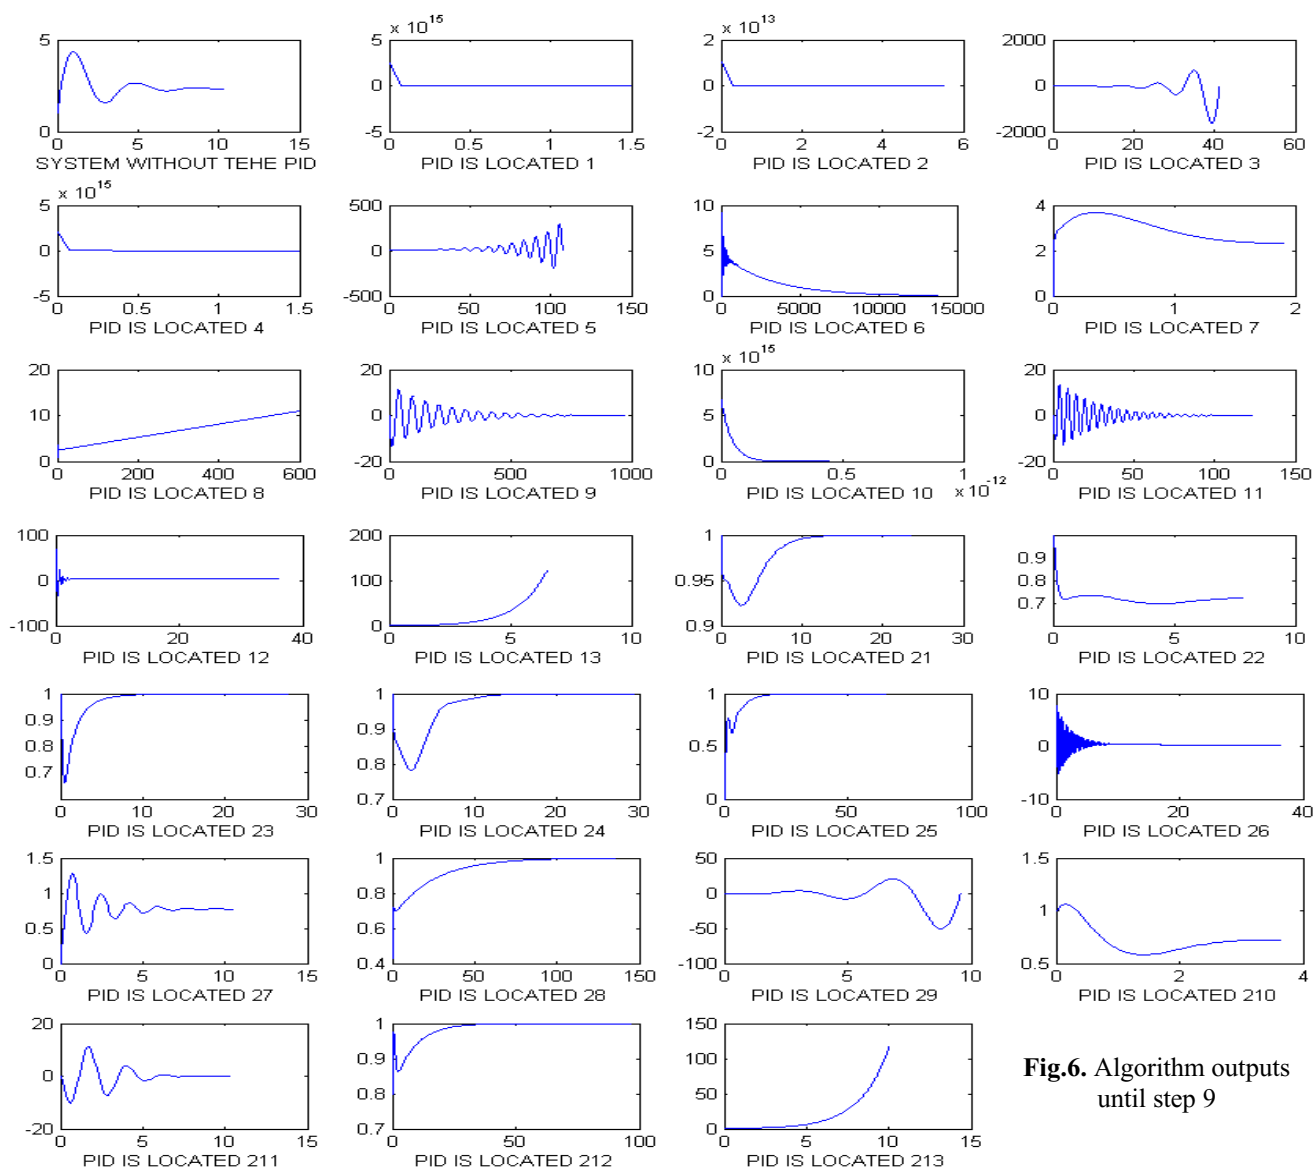 5
0
0 5 10 15
SYSTEM WITHOUT TEHE PID
x 10^15
5
0
-5
0 0.5 1 1.5
PID IS LOCATED 1
x 10^13
2
0
-2
0 2 4 6
PID IS LOCATED 2
2000
0
-2000
0 20 40 60
PID IS LOCATED 3
x 10^15
5
0
-5
0 0.5 1 1.5
PID IS LOCATED 4
500
0
-500
0 50 100 150
PID IS LOCATED 5
10
5
0
0 5000 10000 15000
PID IS LOCATED 6
4
2
0
0 1 2
PID IS LOCATED 7
20
10
0
0 200 400 600
PID IS LOCATED 8
20
0
-20
0 500 1000
PID IS LOCATED 9
x 10^15
10
5
0
0 0.5 1
PID IS LOCATED 10 x 10^-12
20
0
-20
0 50 100 150
PID IS LOCATED 11
100
0
-100
0 20 40
PID IS LOCATED 12
200
100
0
0 5 10
PID IS LOCATED 13
1
0.95
0.9
0 10 20 30
PID IS LOCATED 21
0.9
0.8
0.7
0 5 10
PID IS LOCATED 22
1
0.9
0.8
0.7
0 10 20 30
PID IS LOCATED 23
1
0.9
0.8
0.7
0 10 20 30
PID IS LOCATED 24
1
0.5
0
0 50 100
PID IS LOCATED 25
10
0
-10
0 20 40
PID IS LOCATED 26
1.5
1
0.5
0
0 5 10 15
PID IS LOCATED 27
1
0.8
0.6
0.4
0 50 100 150
PID IS LOCATED 28
50
0
-50
-100
0 5 10
PID IS LOCATED 29
1.5
1
0.5
0 2 4
PID IS LOCATED 210
20
0
-20
0 5 10 15
PID IS LOCATED 211
1
0.9
0.8
0.7
0 50 100
PID IS LOCATED 212
150
100
50
0
0 5 10 15
PID IS LOCATED 213
Fig.6. Algorithm outputs
until step 9